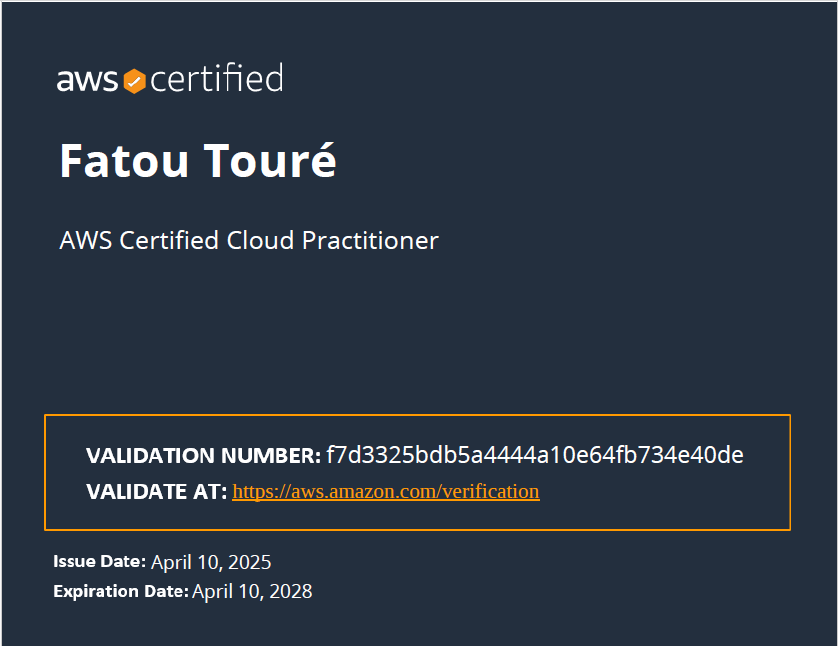 aws certified
Fatou Touré
AWS Certified Cloud Practitioner
VALIDATION NUMBER: f7d3325bdb5a4444a10e64fb734e40de
VALIDATE AT: https://aws.amazon.com/verification
Issue Date: April 10, 2025
Expiration Date: April 10, 2028